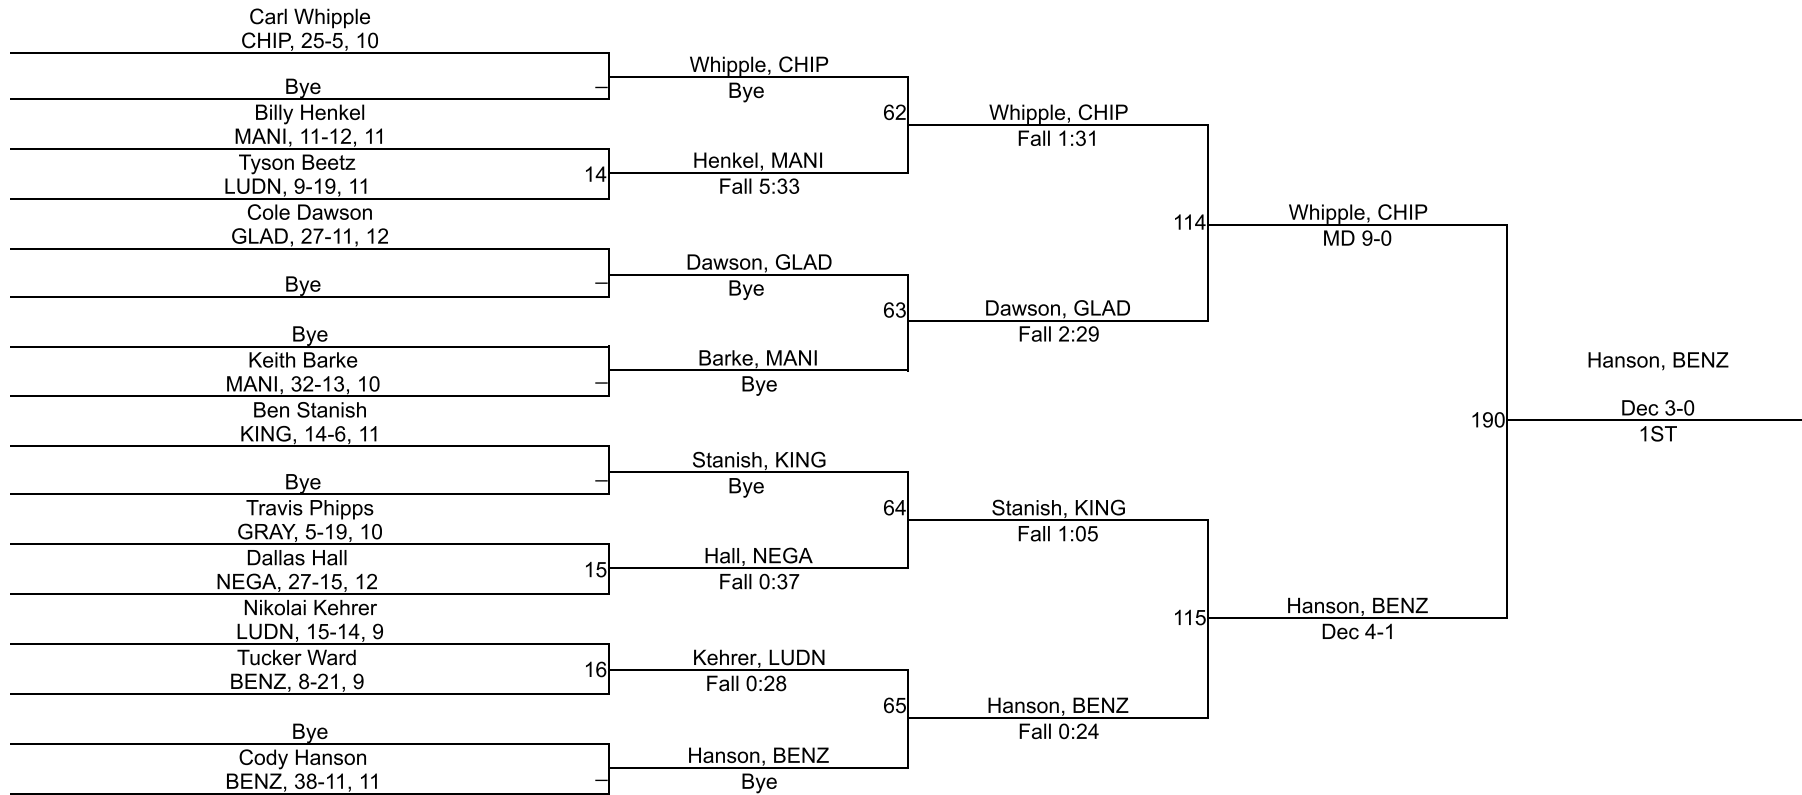 Carl Whipple
CHIP, 25-5, 10
Bye
Billy Henkel
MANI, 11-12, 11
Tyson Beetz
LUDN, 9-19, 11
Cole Dawson
GLAD, 27-11, 12
Bye
Bye
Keith Barke
MANI, 32-13, 10
Ben Stanish
KING, 14-6, 11
Bye
Travis Phipps
GRAY, 5-19, 10
Dallas Hall
NEGA, 27-15, 12
Nikolai Kehrer
LUDN, 15-14, 9
Tucker Ward
BENZ, 8-21, 9
Bye
Cody Hanson
BENZ, 38-11, 11
–
14
–
–
–
15
16
–
Whipple, CHIP
Bye
Henkel, MANI
Fall 5:33
Dawson, GLAD
Bye
Barke, MANI
Bye
Stanish, KING
Bye
Hall, NEGA
Fall 0:37
Kehrer, LUDN
Fall 0:28
Hanson, BENZ
Bye
62
63
64
65
Whipple, CHIP
Fall 1:31
Dawson, GLAD
Fall 2:29
Stanish, KING
Fall 1:05
Hanson, BENZ
Fall 0:24
114
115
Whipple, CHIP
MD 9-0
Hanson, BENZ
Dec 4-1
190
Hanson, BENZ
Dec 3-0
1ST